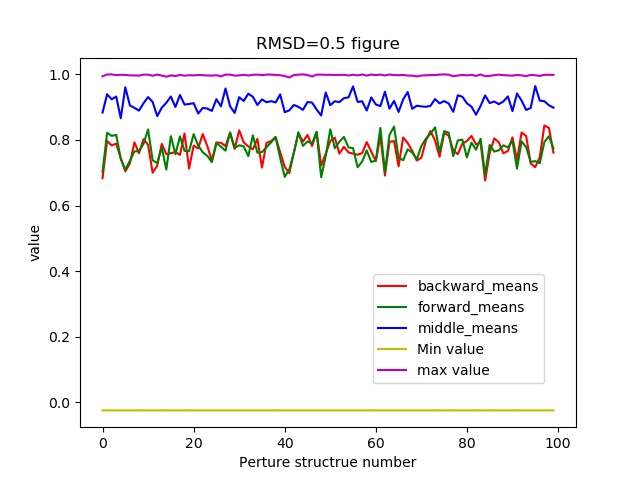 RMSD=0.5 figure
value
1.0
0.8
0.6
0.4
0.2
0.0
backward_means
forward_means
middle_means
Min value
max value
0 20 40 60 80 100
Perture structrue number